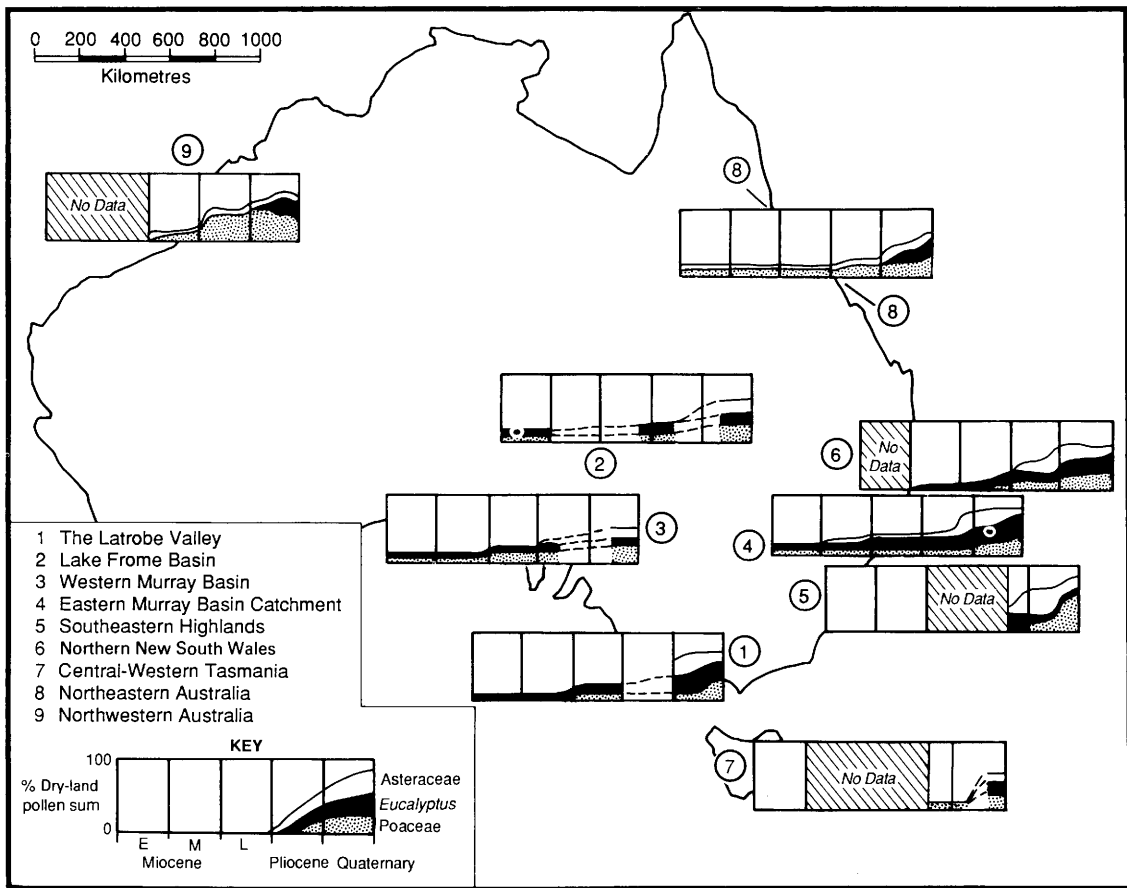 0 200 400 600 800 1000
Kilometres
9
No Data
8
8
2
6
No
Data
3
4
5
No Data
1
7
No Data
1 The Latrobe Valley
2 Lake Frome Basin
3 Western Murray Basin
4 Eastern Murray Basin Catchment
5 Southeastern Highlands
6 Northern New South Wales
7 Central-Western Tasmania
8 Northeastern Australia
9 Northwestern Australia
KEY
100
% Dry-land
pollen sum
0
Asteraceae
Eucalyptus
Poaceae
E M L
Miocene Pliocene Quaternary